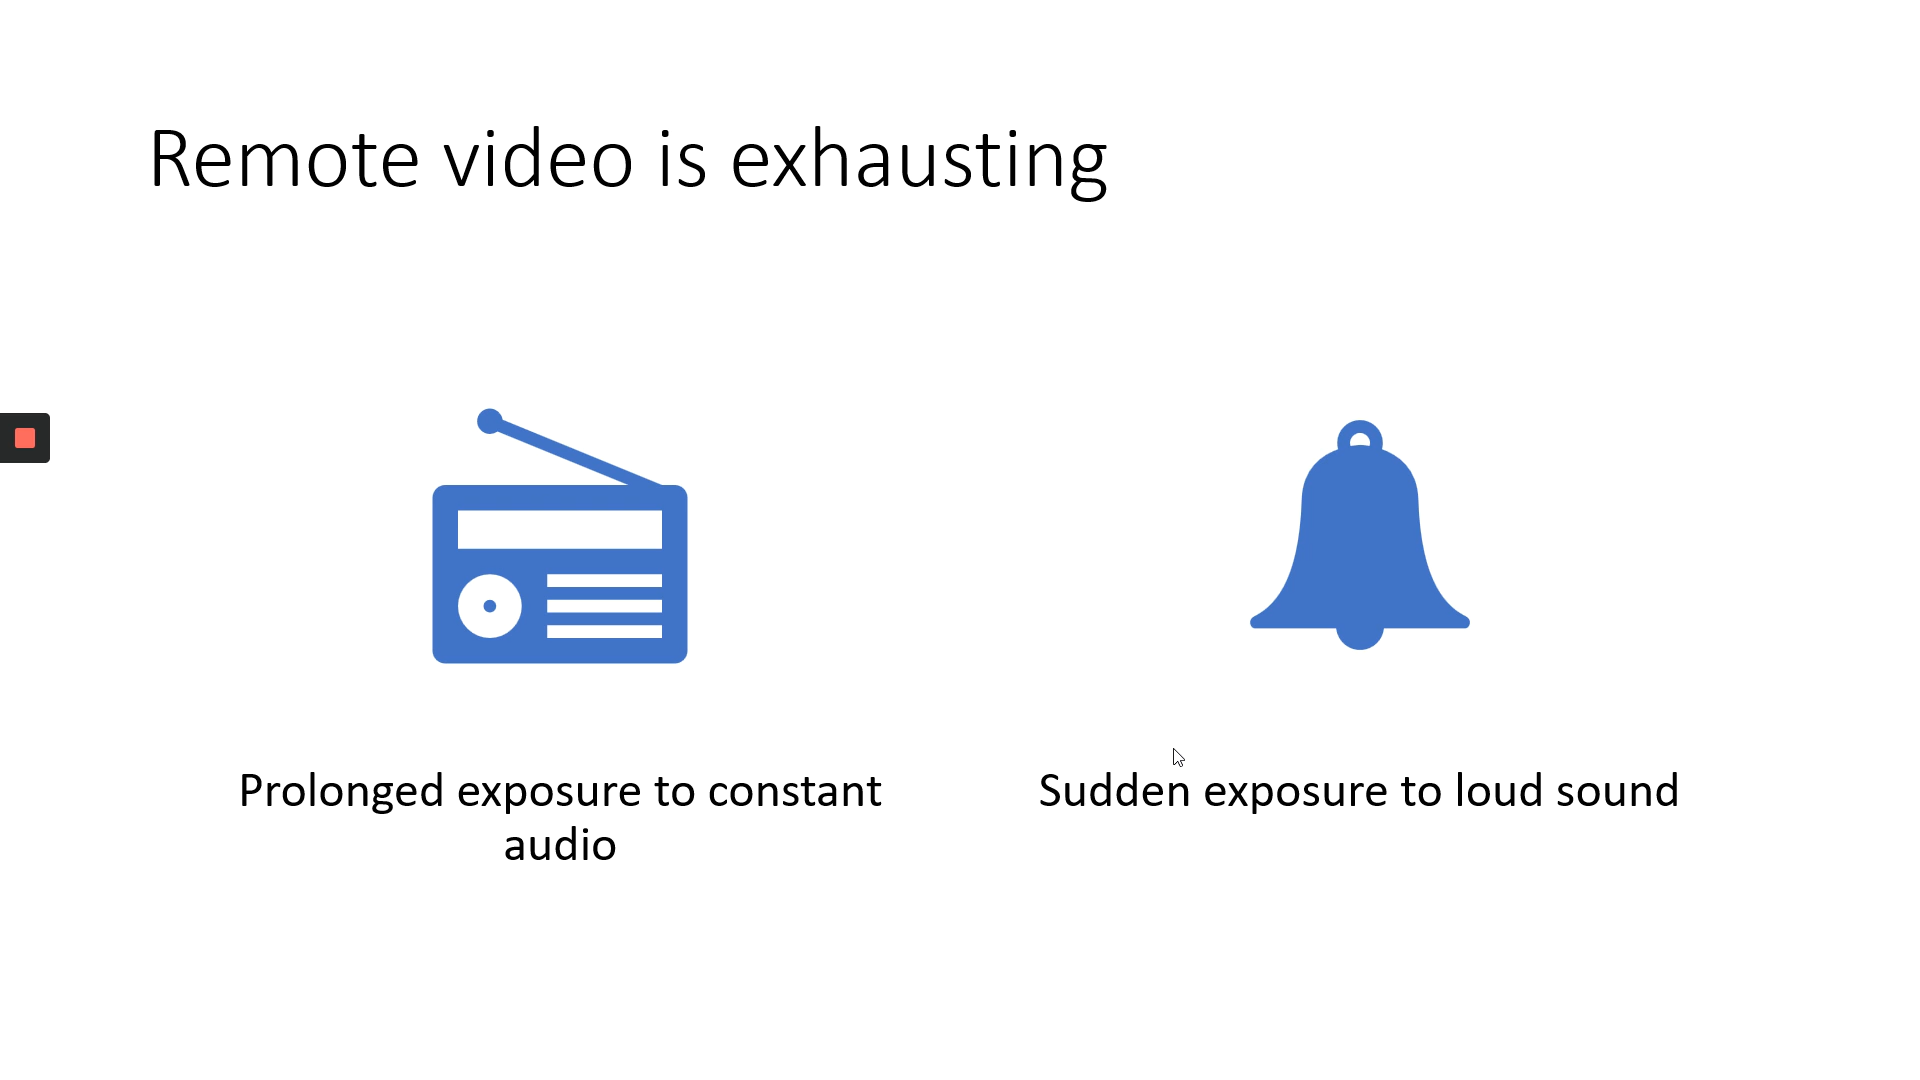 Remote video is exhausting
Prolonged exposure to constant
audio
Sudden exposure to loud sound